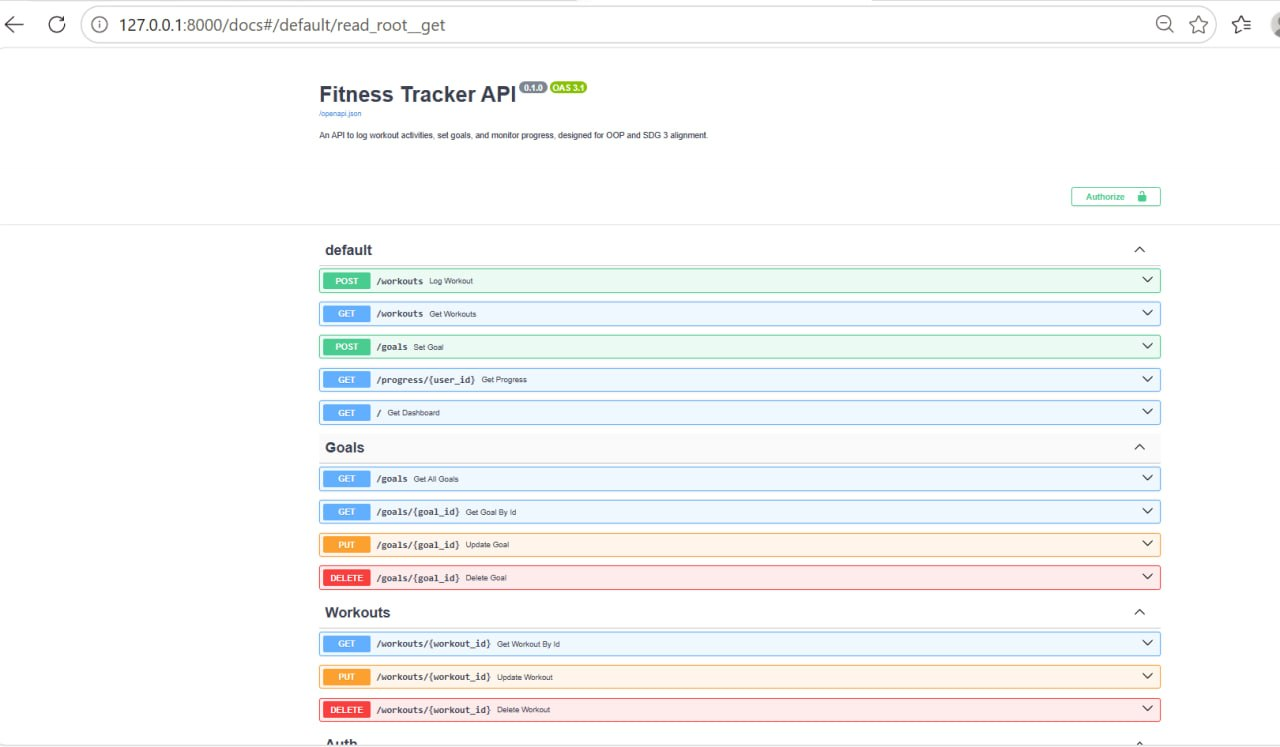 127.0.0.1:8000/docs#/default/read_root__get
Fitness Tracker API 0.1.0 OAS 3.1
/openapi.json
An API to log workout activities, set goals, and monitor progress, designed for OOP and SDG 3 alignment.
Authorize
default
POST /workouts Log Workout
GET /workouts Get Workouts
POST /goals Set Goal
GET /progress/{user_id} Get Progress
GET / Get Dashboard
Goals
GET /goals Get All Goals
GET /goals/{goal_id} Get Goal By Id
PUT /goals/{goal_id} Update Goal
DELETE /goals/{goal_id} Delete Goal
Workouts
GET /workouts/{workout_id} Get Workout By Id
PUT /workouts/{workout_id} Update Workout
DELETE /workouts/{workout_id} Delete Workout
Auth